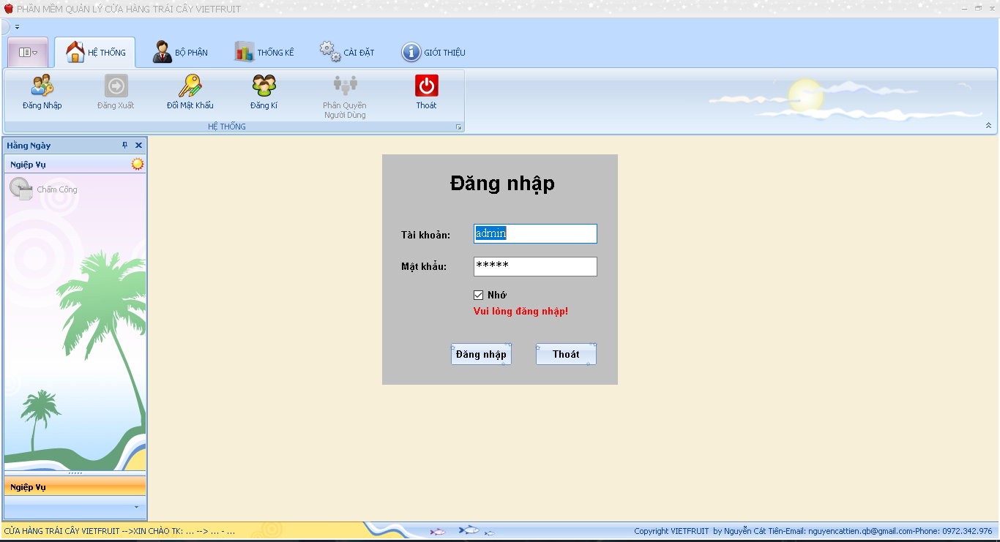 PHẦN MỀM QUẢN LÝ CỬA HÀNG TRÁI CÂY VIETFRUIT
HỆ THỐNG
BỘ PHẬN
THỐNG KÊ
CÀI ĐẶT
GIỚI THIỆU
Đăng Nhập
Đăng Xuất
Đổi Mật Khẩu
Đăng Kí
Phân Quyền
Người Dùng
Thoát
HỆ THỐNG
Hằng Ngày
Ngiệp Vụ
Chấm Công
Đăng nhập
Tài khoản:
admin
Mật khẩu:
*****
Nhớ
Vui lòng đăng nhập!
Đăng nhập
Thoát
Ngiệp Vụ
CỬA HÀNG TRÁI CÂY VIETFRUIT -->XIN CHÀO TK: ... --> ... - ...
Copyright VIETFRUIT by Nguyễn Cát Tiên-Email: nguyencattien.qb@gmail.com-Phone: 0972.342.976